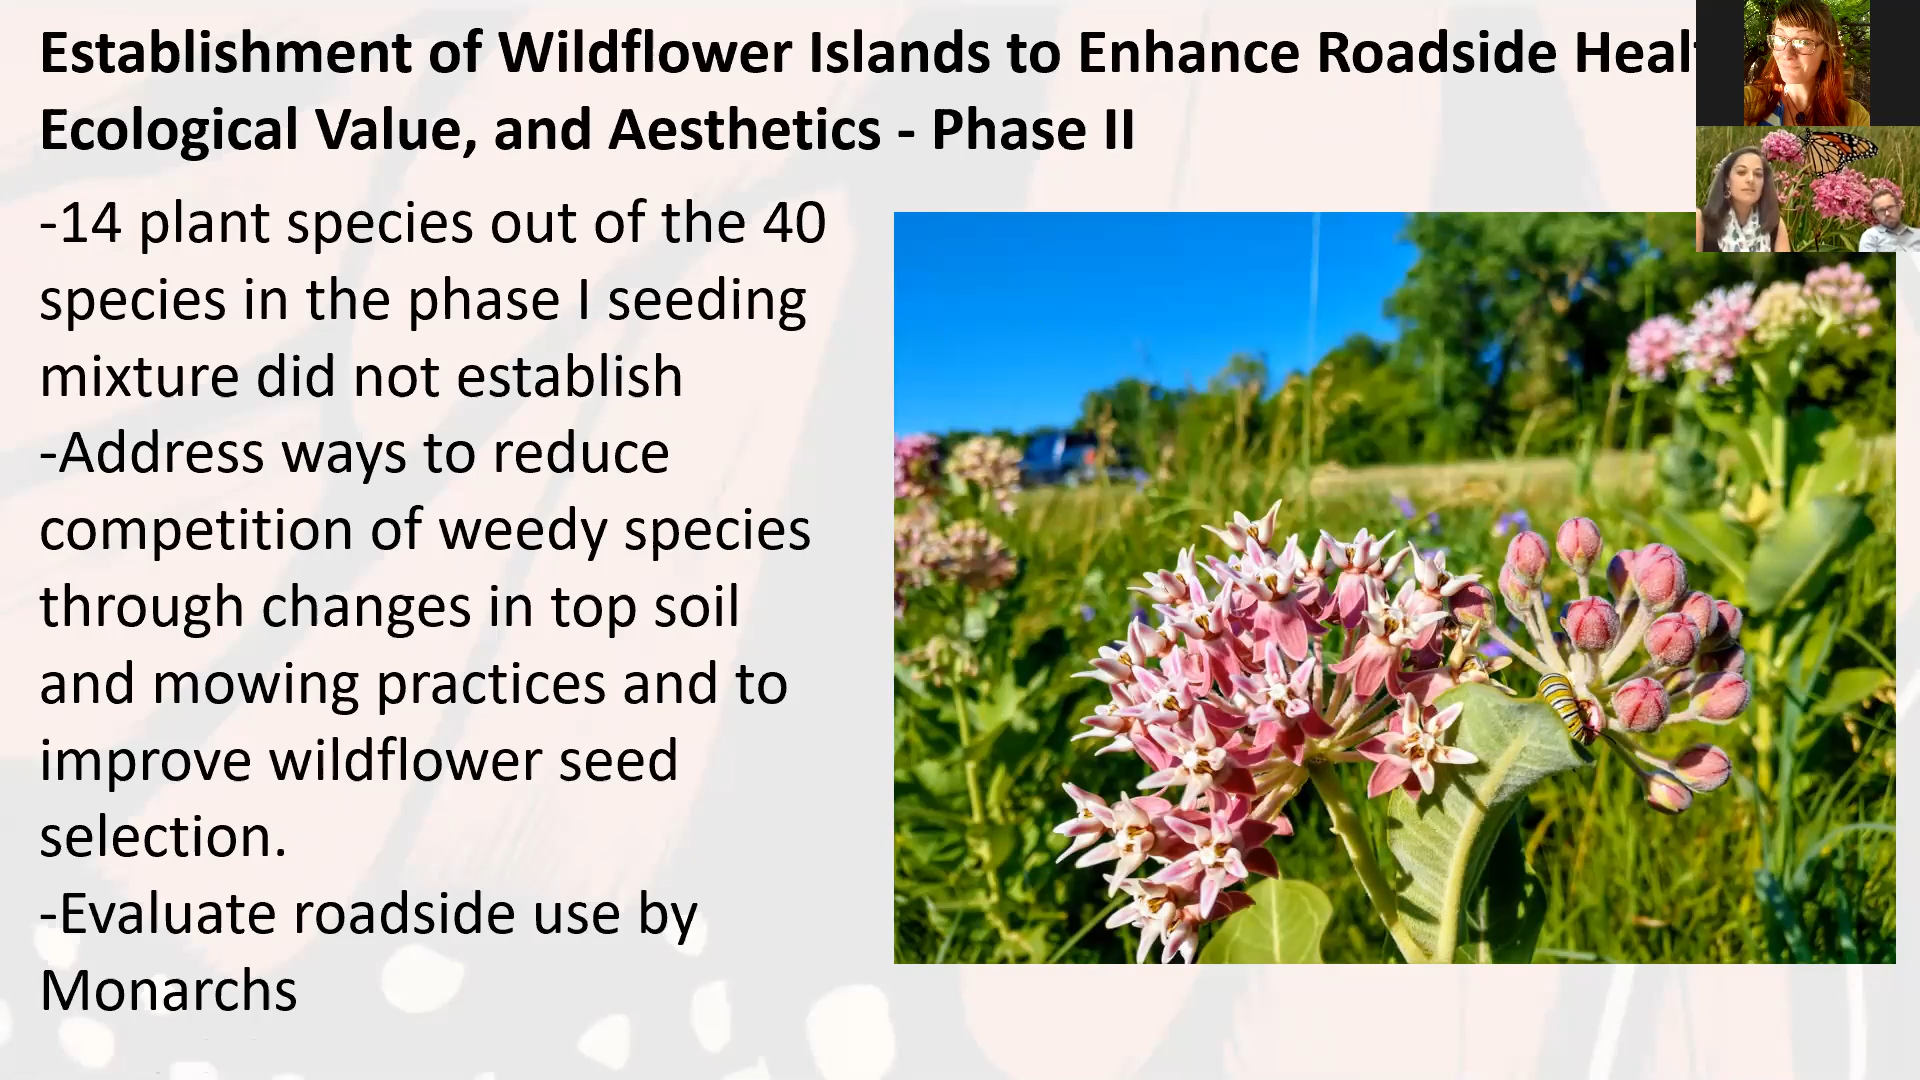 Establishment of Wildflower Islands to Enhance Roadside
Ecological Value, and Aesthetics - Phase II
-14 plant species out of the 40
species in the phase I seeding
mixture did not establish
-Address ways to reduce
competition of weedy species
through changes in top soil
and mowing practices and to
improve wildflower seed
selection.
-Evaluate roadside use by
Monarchs